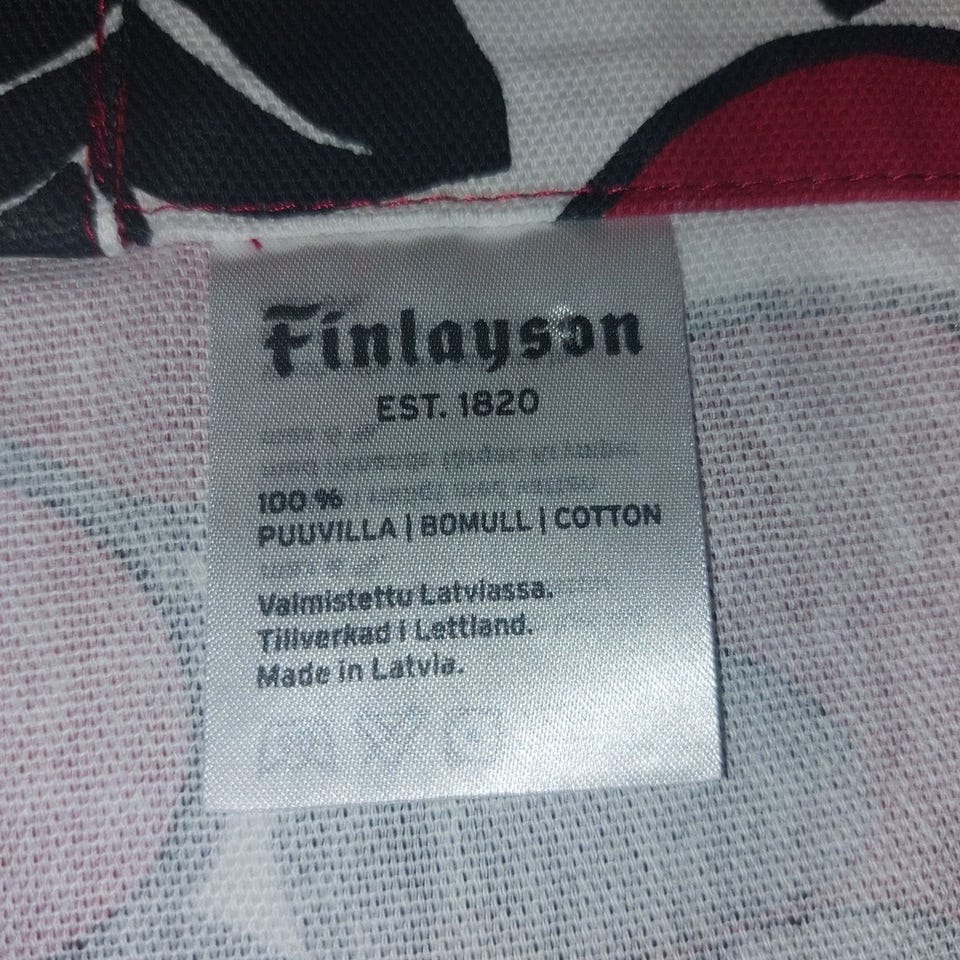 Finlayson
EST. 1820
100 %
PUUVILLA | BOMULL | COTTON
Valmistettu Latviassa.
Tillverkad i Lettland.
Made in Latvia.